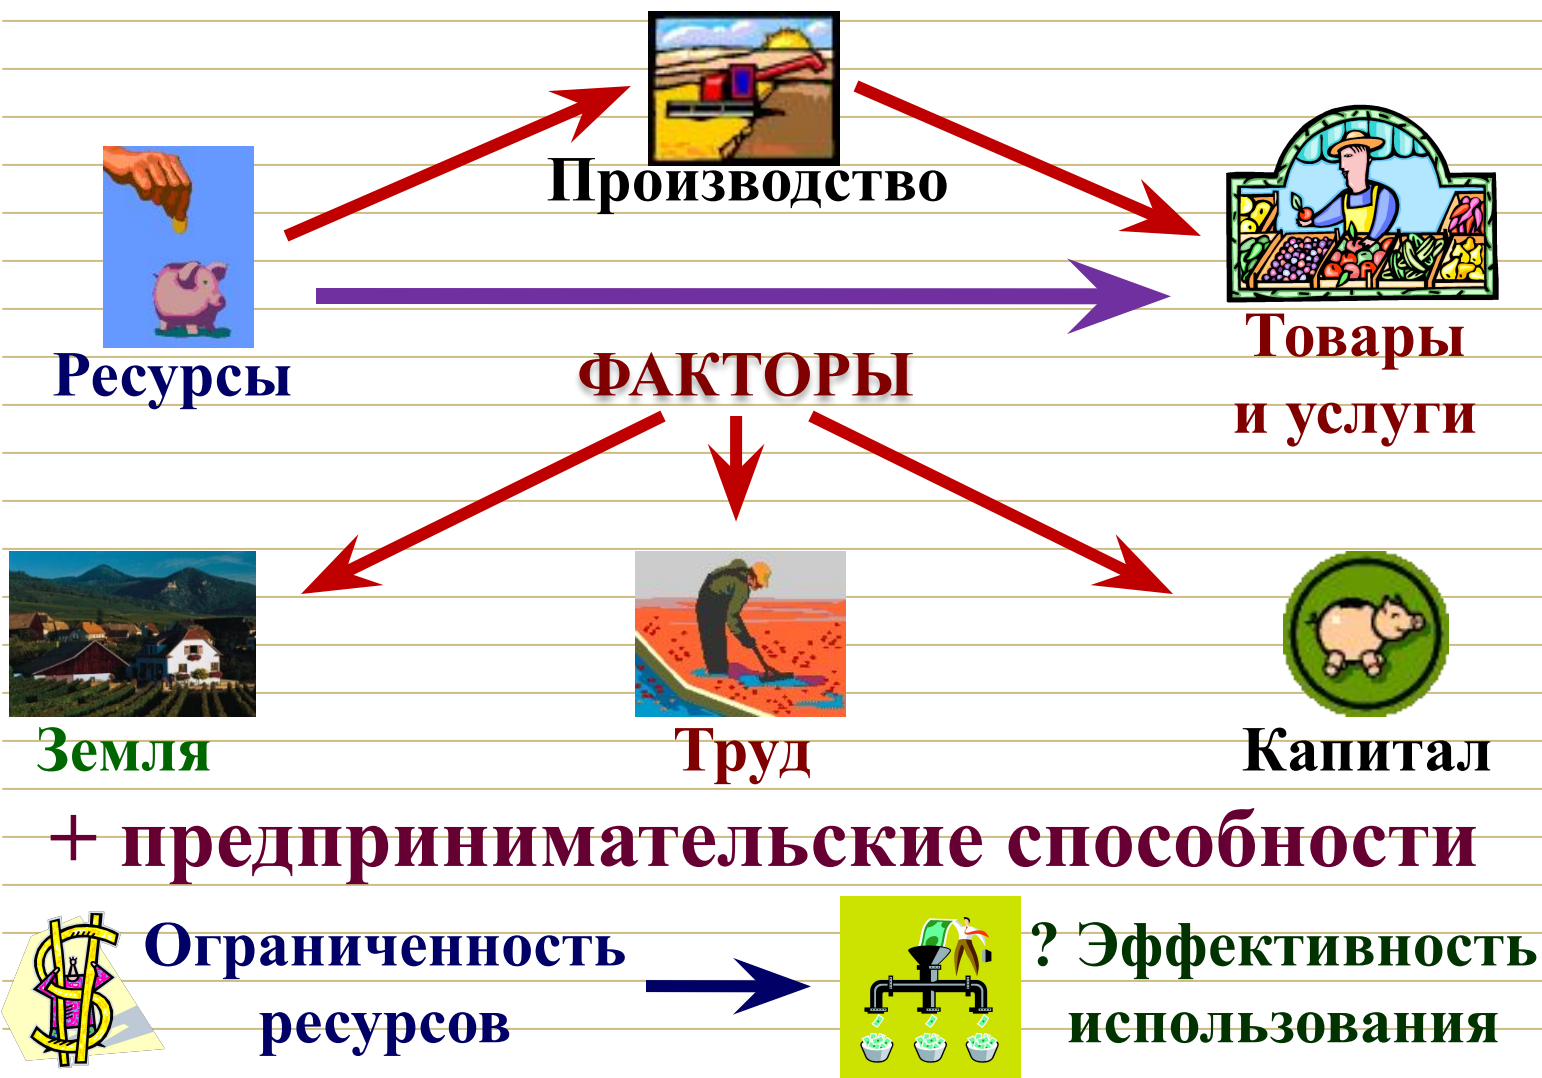 Производство
Ресурсы
ФАКТОРЫ
Товары
и услуги
Земля
Труд
Капитал
+ предпринимательские способности
Ограниченность
ресурсов
? Эффективность
использования